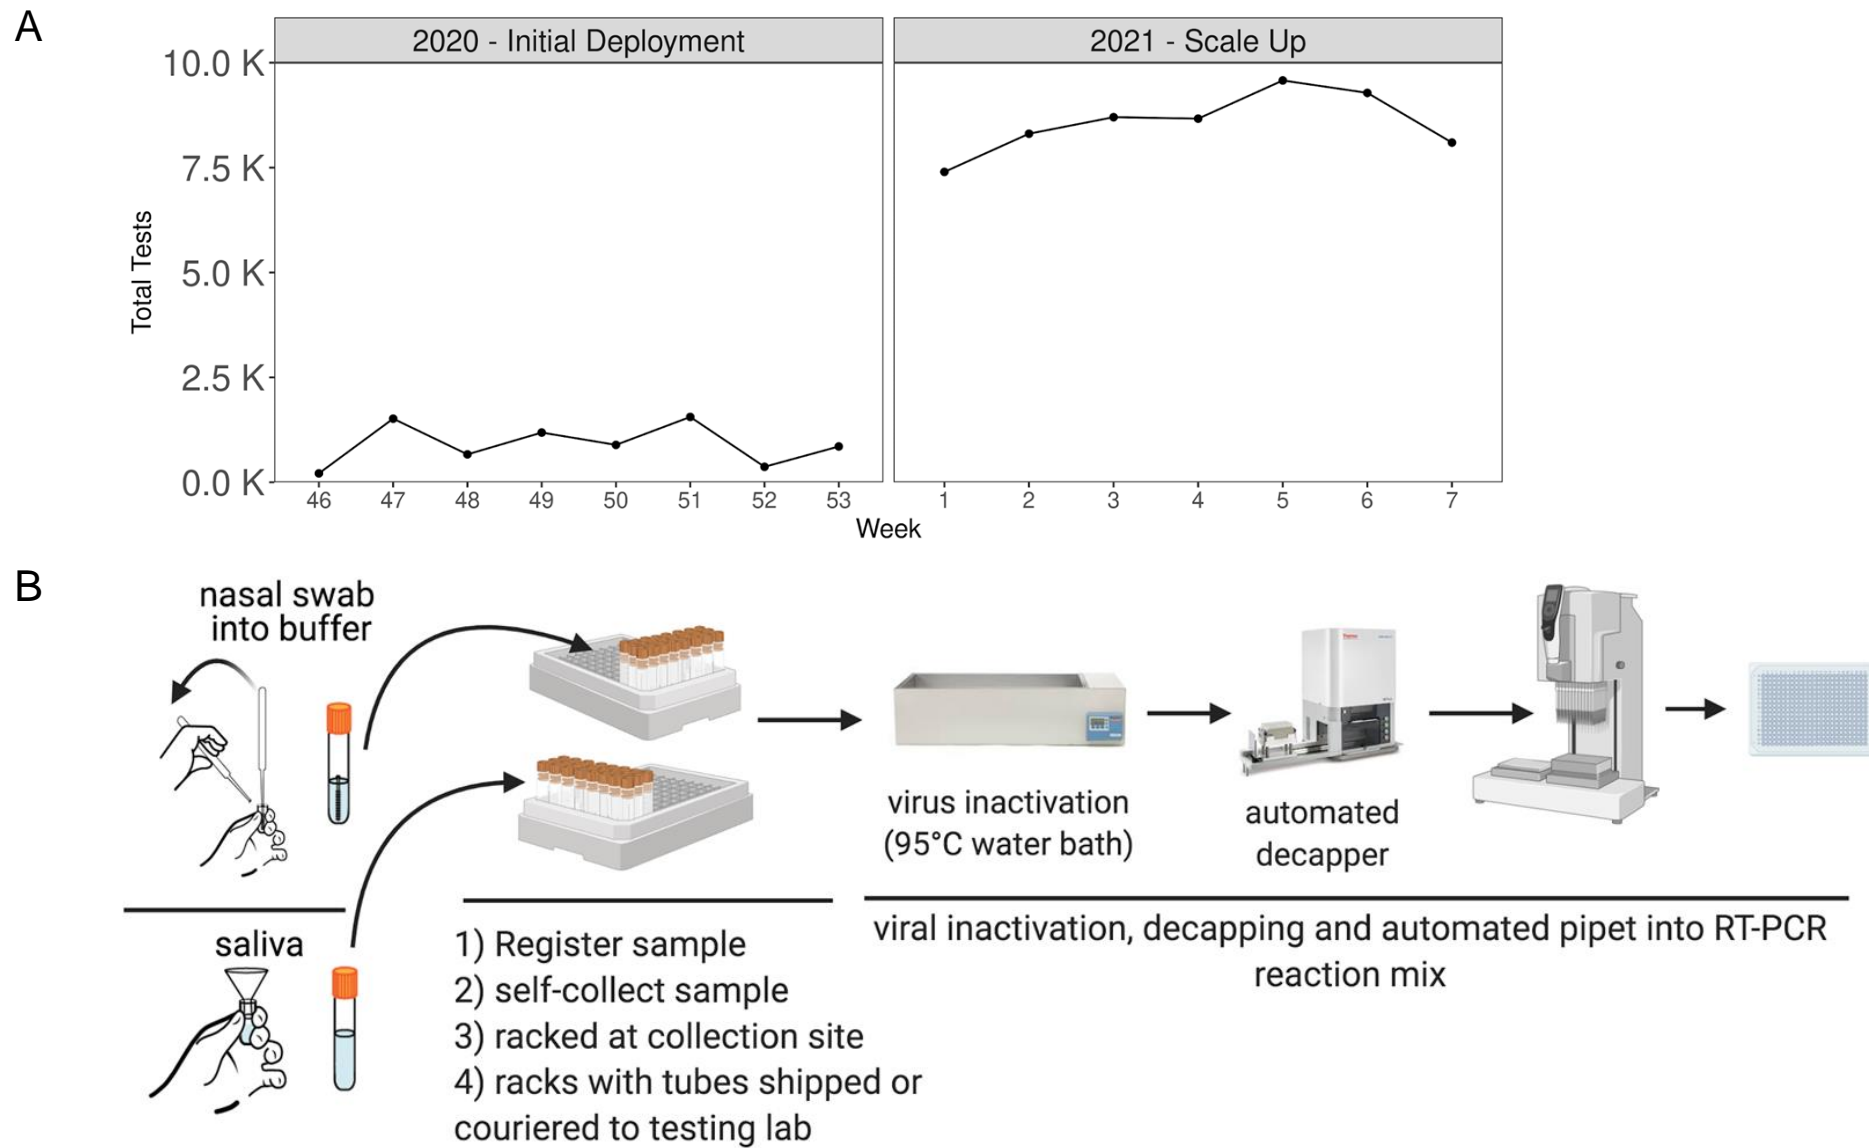 A
2020 - Initial Deployment
2021 - Scale Up
10.0 K
7.5 K
5.0 K
2.5 K
0.0 K
Total Tests
46 47 48 49 50 51 52 53
1 2 3 4 5 6 7
Week
B
nasal swab
into buffer
saliva
1) Register sample
2) self-collect sample
3) racked at collection site
4) racks with tubes shipped or
couriered to testing lab
virus inactivation
(95°C water bath)
automated
decapper
viral inactivation, decapping and automated pipet into RT-PCR
reaction mix